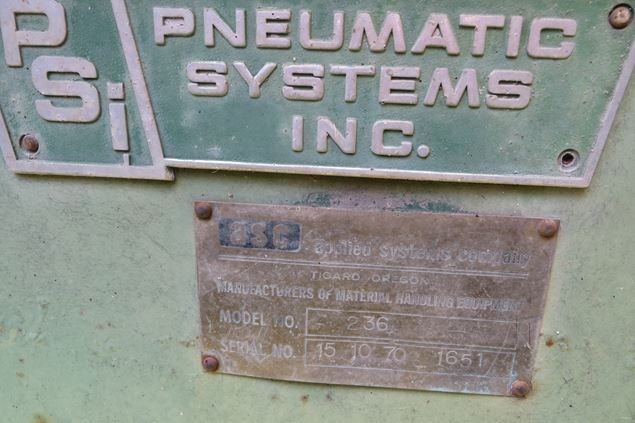 PSi
PNEUMATIC
SYSTEMS
INC.
asc applied systems company
TIGARD, OREGON
MANUFACTURERS OF MATERIAL HANDLING EQUIPMENT
MODEL NO. 236
SERIAL NO. 15 10 70 1651